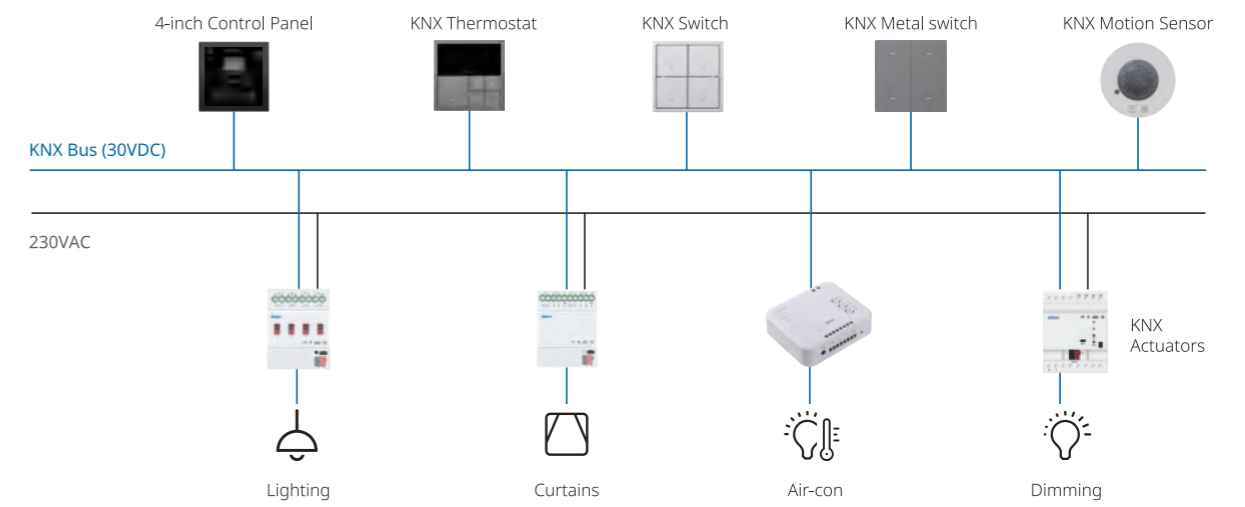 4-inch Control Panel
KNX Thermostat
KNX Switch
KNX Metal switch
KNX Motion Sensor
KNX Bus (30VDC)
230VAC
KNX
Actuators
Lighting
Curtains
Air-con
Dimming